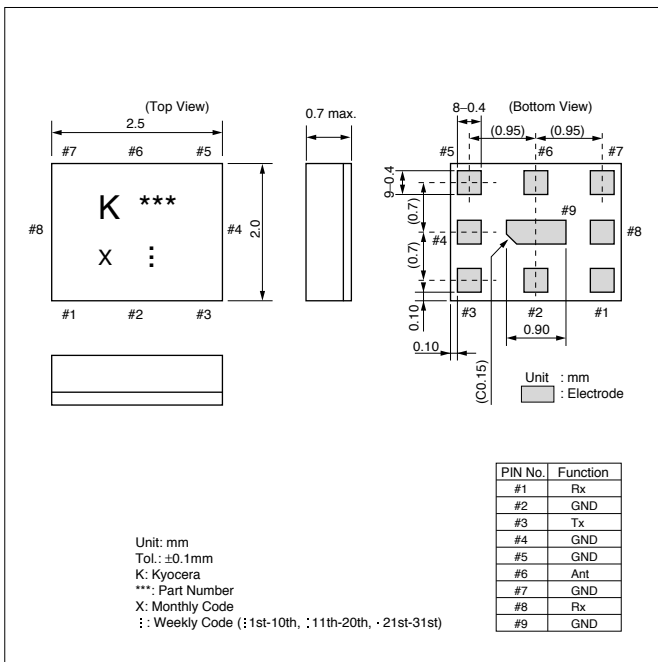 (Top View)
2.5
#7 #6 #5
K ***
X ⋮
#8
#4
2.0
#1 #2 #3
0.7 max.
8–0.4
(Bottom View)
(0.95) (0.95)
#5 #6 #7
9–0.4
(0.7)
(0.7)
#4
#9
#8
0.10
0.10
#3 #2 #1
0.90
(C0.15)
Unit : mm
: Electrode
PIN No. Function
#1 Rx
#2 GND
#3 Tx
#4 GND
#5 GND
#6 Ant
#7 GND
#8 Rx
#9 GND
Unit: mm
Tol.: ±0.1mm
K: Kyocera
***: Part Number
X: Monthly Code
⋮: Weekly Code (⋮1st-10th, :11th-20th, ·21st-31st)